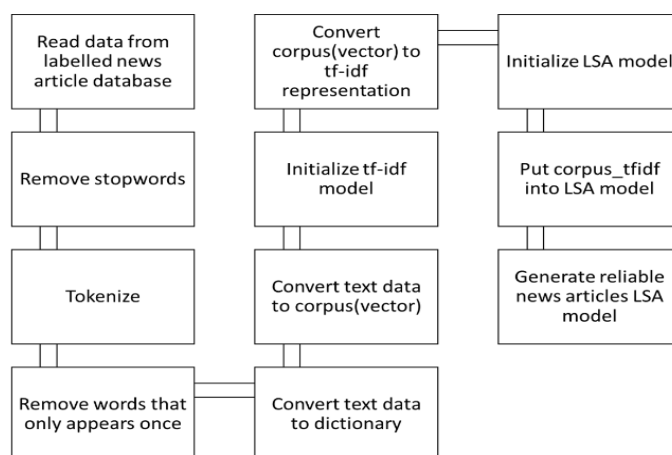 Read data from
labelled news
article database
Remove stopwords
Tokenize
Remove words that
only appears once
Convert text data
to dictionary
Convert text data
to corpus(vector)
Initialize tf-idf
model
Convert
corpus(vector) to
tf-idf
representation
Initialize LSA model
Put corpus_tfidf
into LSA model
Generate reliable
news articles LSA
model